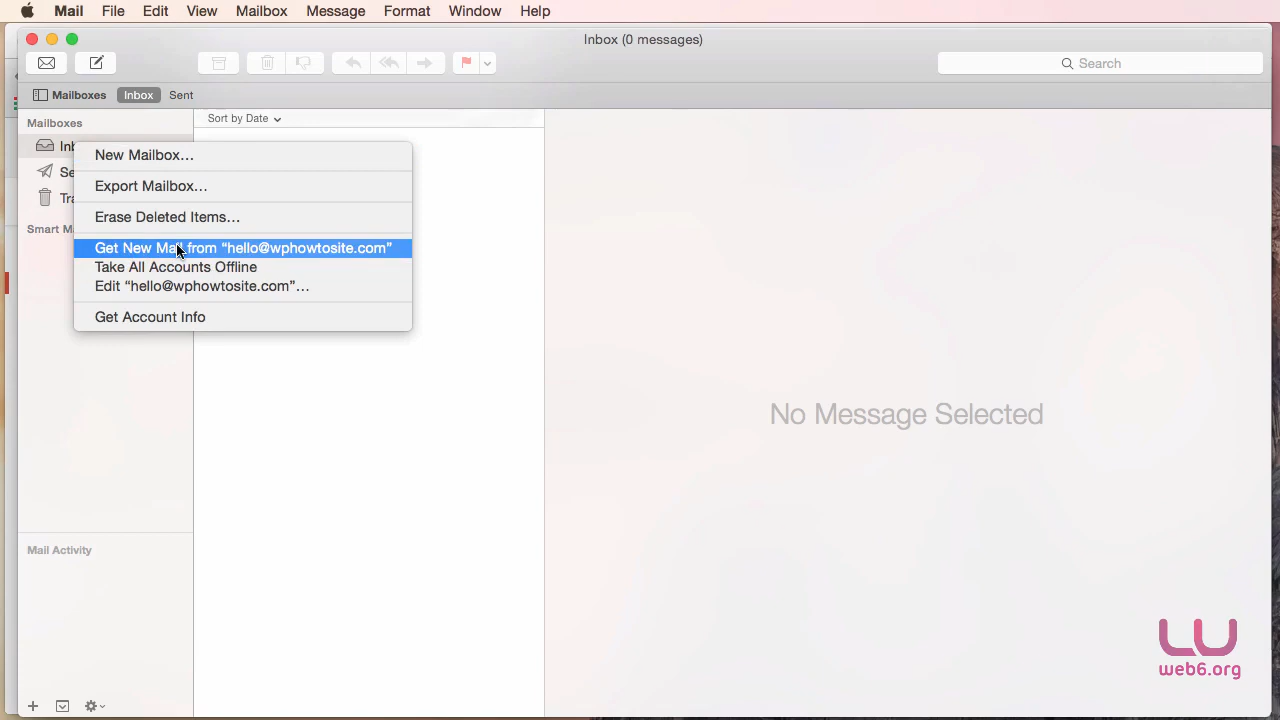 Mail File Edit View Mailbox Message Format Window Help
Inbox (0 messages)
Search
Mailboxes Inbox Sent
Mailboxes
Sort by Date
New Mailbox…
Export Mailbox…
Erase Deleted Items…
Smart
Get New Mail from “hello@wphowtosite.com”
Take All Accounts Offline
Edit “hello@wphowtosite.com”…
Get Account Info
No Message Selected
Mail Activity
web6.org